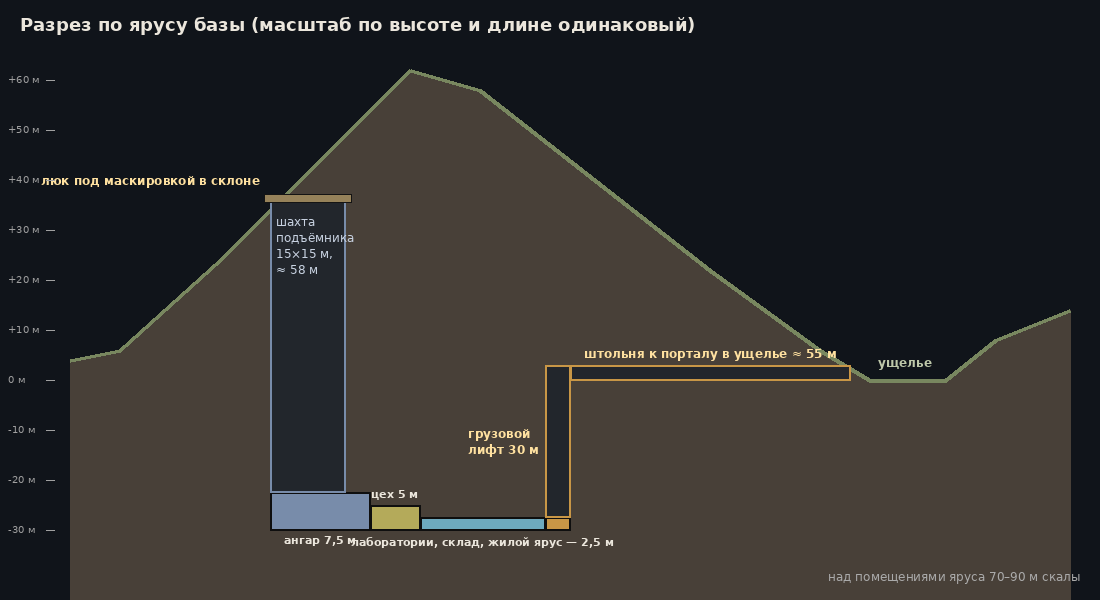 Разрез по ярусу базы (масштаб по высоте и длине одинаковый)
+60 м
+50 м
+40 м
люк под маскировкой в склоне
+30 м
шахта
подъёмника
15×15 м,
≈ 58 м
+20 м
+10 м
штольня к порталу в ущелье ≈ 55 м
ущелье
0 м
-10 м
грузовой
лифт 30 м
-20 м
цех 5 м
-30 м
ангар 7,5 м
лаборатории, склад, жилой ярус — 2,5 м
над помещениями яруса 70–90 м скалы